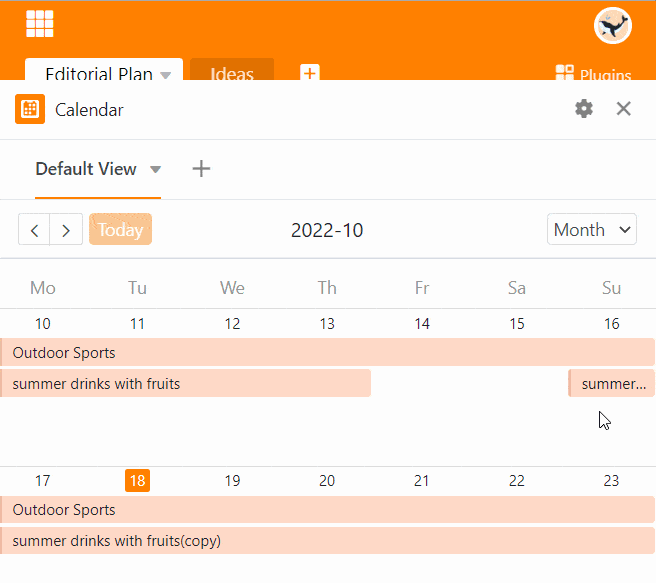 Editorial Plan Ideas Plugins
Calendar
Default View
Today 2022-10 Month
Mo Tu We Th Fr Sa Su
10 11 12 13 14 15 16
Outdoor Sports
summer drinks with fruits summer...
17 18 19 20 21 22 23
Outdoor Sports
summer drinks with fruits(copy)